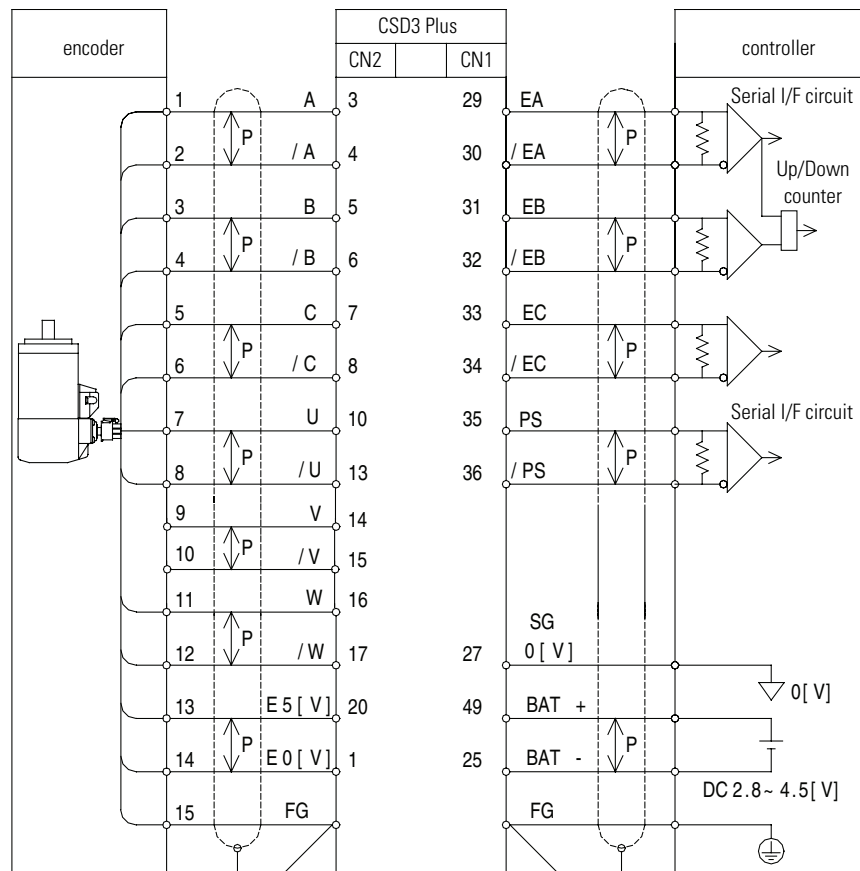 encoder
CSD3 Plus
CN2 CN1
controller
Serial I/F circuit
1 A 3 29 EA
P P
2 / A 4 30 / EA
Up/Down
counter
3 B 5 31 EB
P P
4 / B 6 32 / EB
5 C 7 33 EC
P P
6 / C 8 34 / EC
7 U 10 35 PS
Serial I/F circuit
P P
8 / U 13 36 / PS
9 V 14
P
10 / V 15
11 W 16
P
SG
0 [ V ]
12 / W 17 27
0 [ V ]
13 E 5 [ V ] 20 49 BAT +
P P
14 E 0 [ V ] 1 25 BAT -
DC 2.8 ~ 4.5 [ V ]
15 FG FG